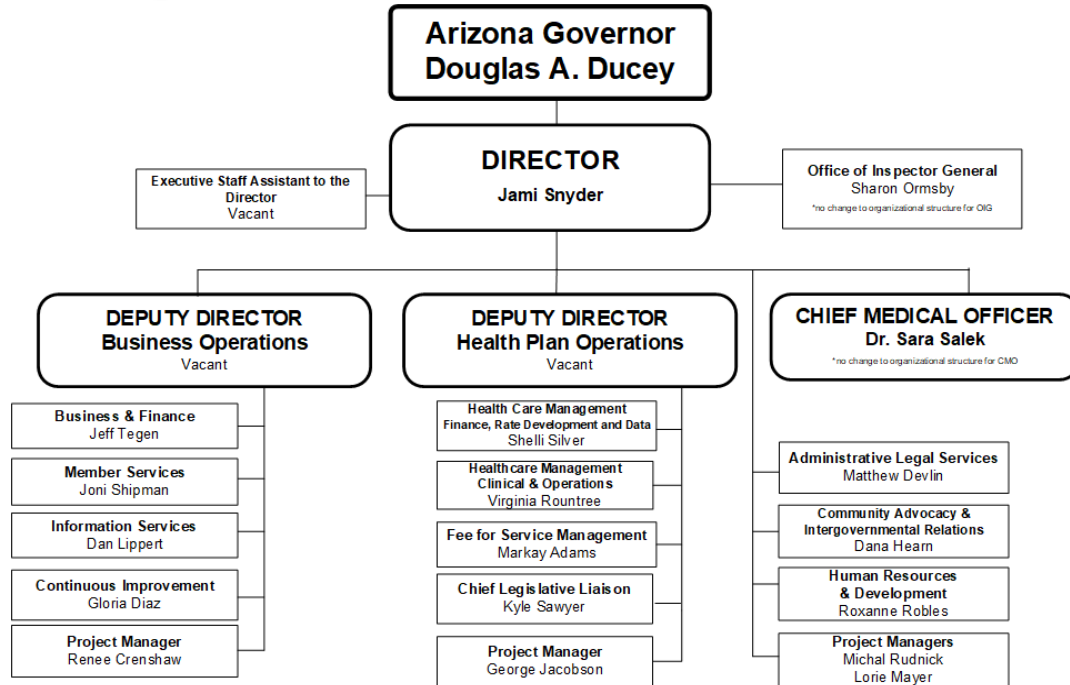 Arizona Governor
Douglas A. Ducey
DIRECTOR
Jami Snyder
Executive Staff Assistant to the
Director
Vacant
Office of Inspector General
Sharon Ormsby
*no change to organizational structure for OIG
DEPUTY DIRECTOR
Business Operations
Vacant
DEPUTY DIRECTOR
Health Plan Operations
Vacant
CHIEF MEDICAL OFFICER
Dr. Sara Salek
*no change to organizational structure for CMO
Business & Finance
Jeff Tegen
Member Services
Joni Shipman
Information Services
Dan Lippert
Continuous Improvement
Gloria Diaz
Project Manager
Renee Crenshaw
Health Care Management
Finance, Rate Development and Data
Shelli Silver
Healthcare Management
Clinical & Operations
Virginia Rountree
Fee for Service Management
Markay Adams
Chief Legislative Liaison
Kyle Sawyer
Project Manager
George Jacobson
Administrative Legal Services
Matthew Devlin
Community Advocacy &
Intergovernmental Relations
Dana Hearn
Human Resources
& Development
Roxanne Robles
Project Managers
Michal Rudnick
Lorie Mayer